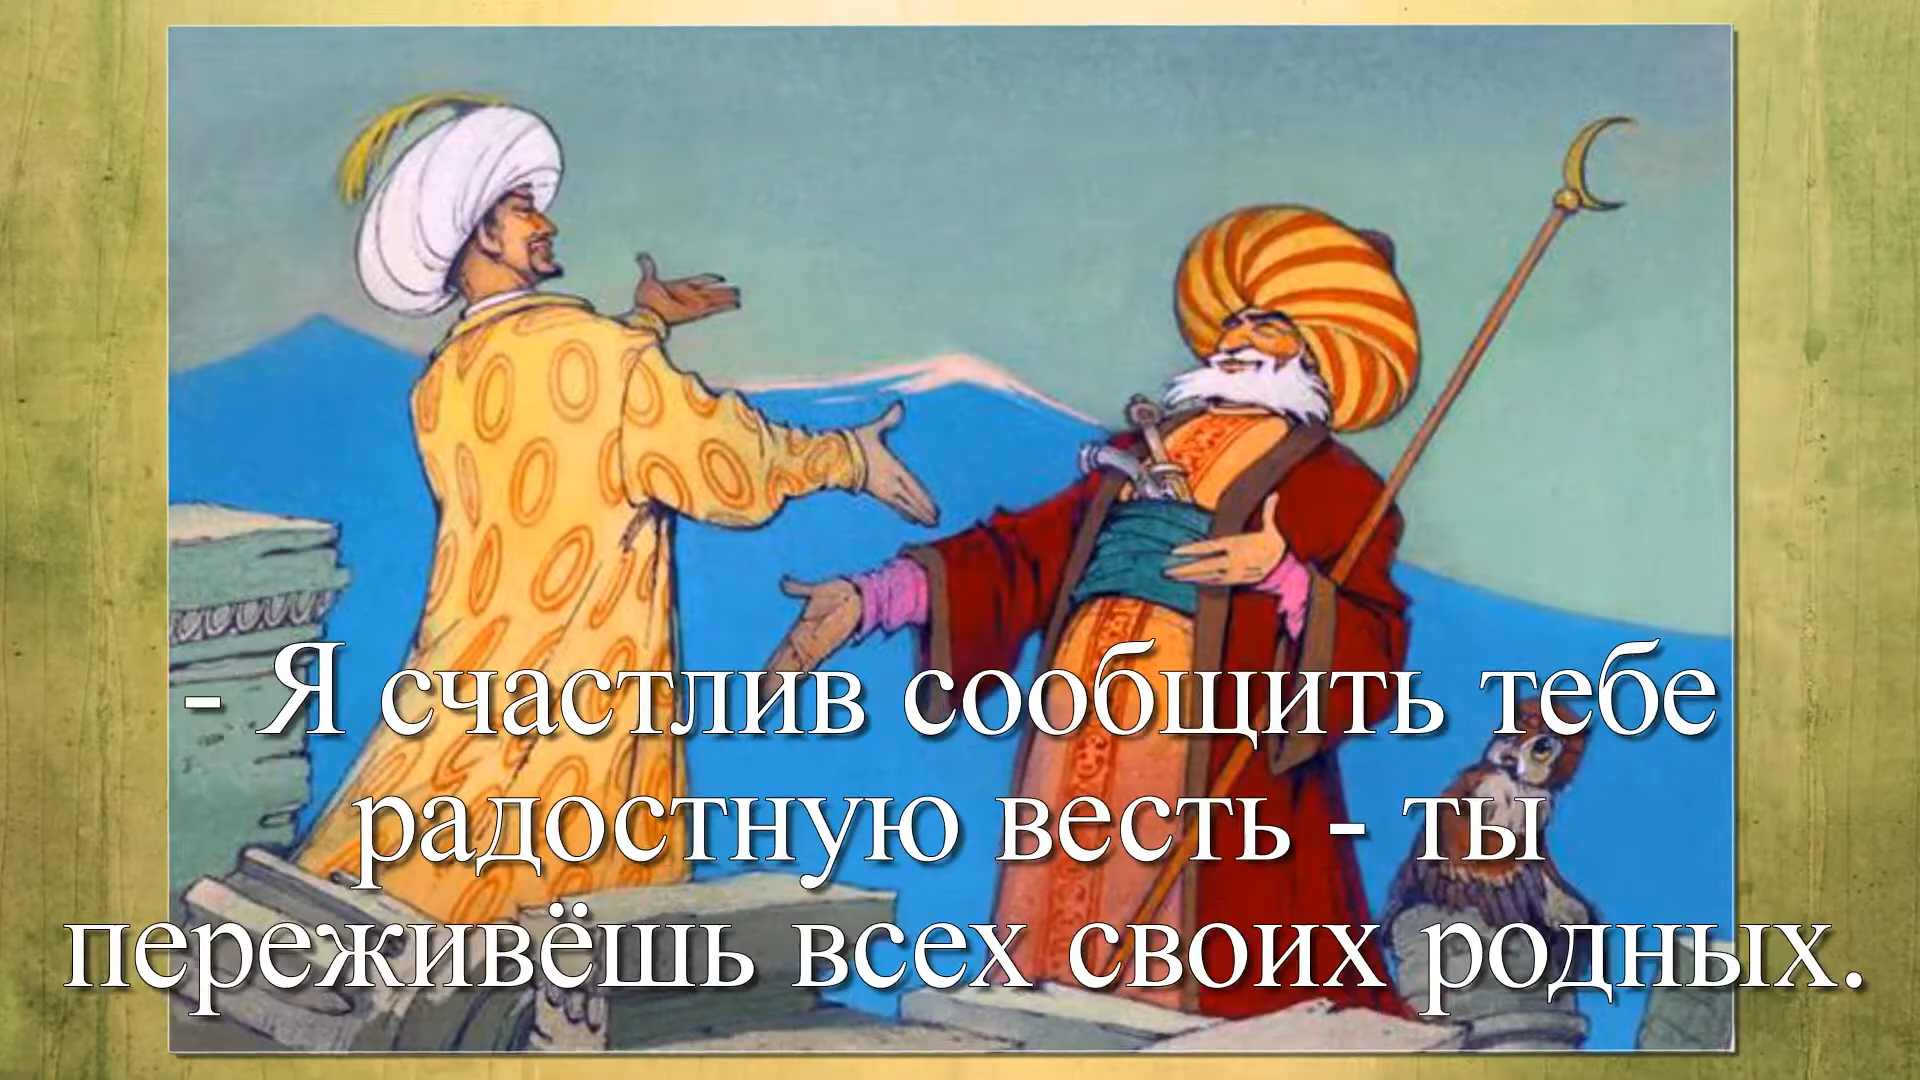 - Я счастлив сообщить тебе
радостную весть - ты
переживёшь всех своих родных.